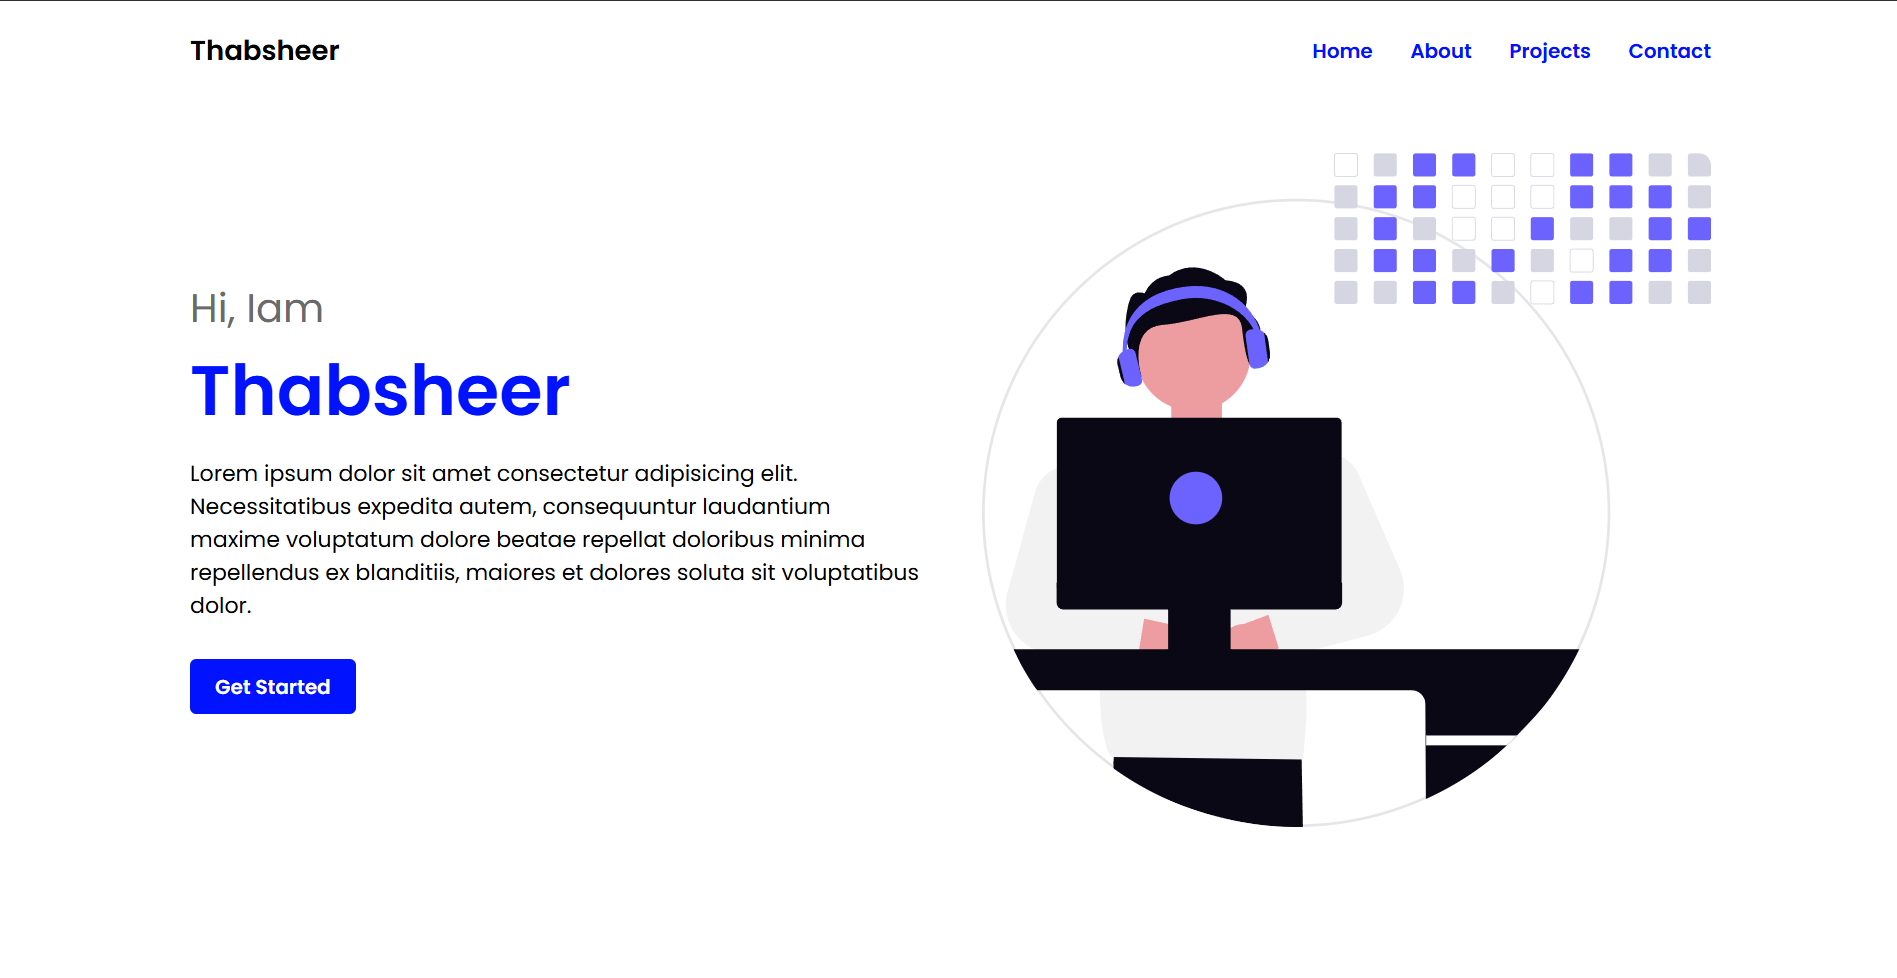 Thabsheer
Home About Projects Contact
Hi, Iam
Thabsheer
Lorem ipsum dolor sit amet consectetur adipisicing elit.
Necessitatibus expedita autem, consequuntur laudantium
maxime voluptatum dolore beatae repellat doloribus minima
repellendus ex blanditiis, maiores et dolores soluta sit voluptatibus
dolor.
Get Started